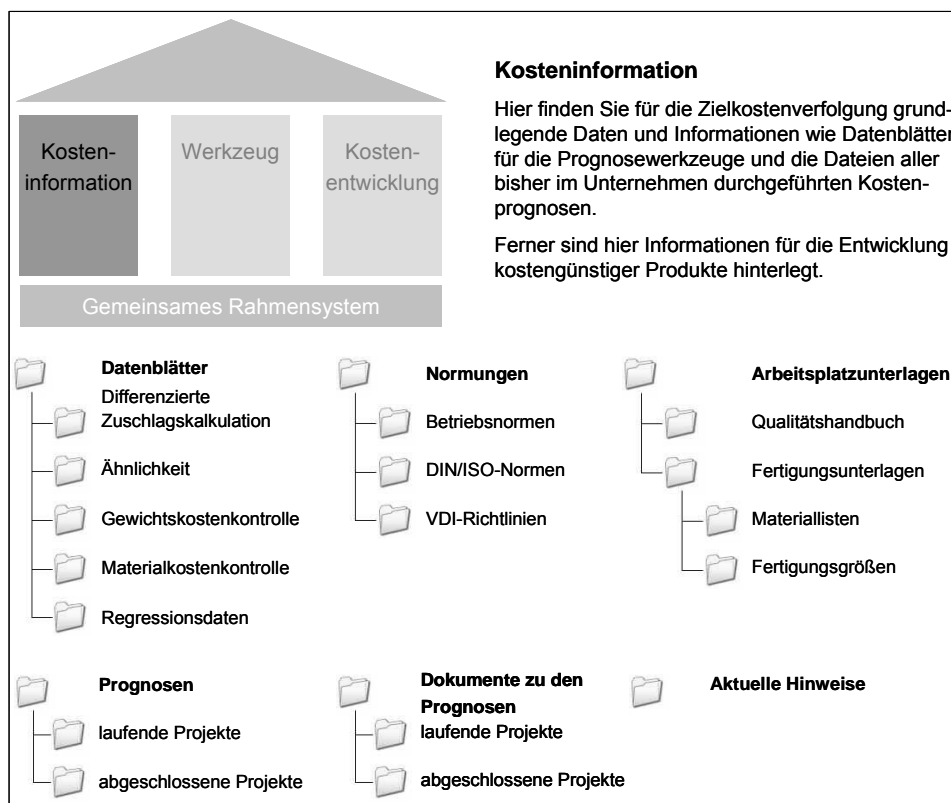 Kosten-
information
Werkzeug
Kosten-
entwicklung
Gemeinsames Rahmensystem
Kosteninformation
Hier finden Sie für die Zielkostenverfolgung grund-
legende Daten und Informationen wie Datenblätter
für die Prognosewerkzeuge und die Dateien aller
bisher im Unternehmen durchgeführten Kosten-
prognosen.
Ferner sind hier Informationen für die Entwicklung
kostengünstiger Produkte hinterlegt.
Datenblätter
Differenzierte
Zuschlagskalkulation
Ähnlichkeit
Gewichtskostenkontrolle
Materialkostenkontrolle
Regressionsdaten
Normungen
Betriebsnormen
DIN/ISO-Normen
VDI-Richtlinien
Arbeitsplatzunterlagen
Qualitätshandbuch
Fertigungsunterlagen
Materiallisten
Fertigungsgrößen
Prognosen
laufende Projekte
abgeschlossene Projekte
Dokumente zu den
Prognosen
laufende Projekte
abgeschlossene Projekte
Aktuelle Hinweise